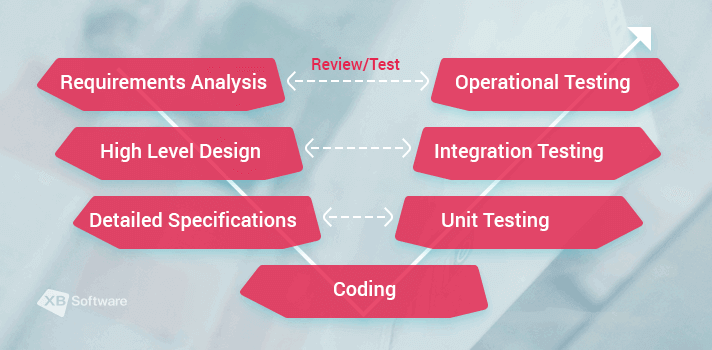 Review/Test
Requirements Analysis
Operational Testing
High Level Design
Integration Testing
Detailed Specifications
Unit Testing
Coding
XB Software